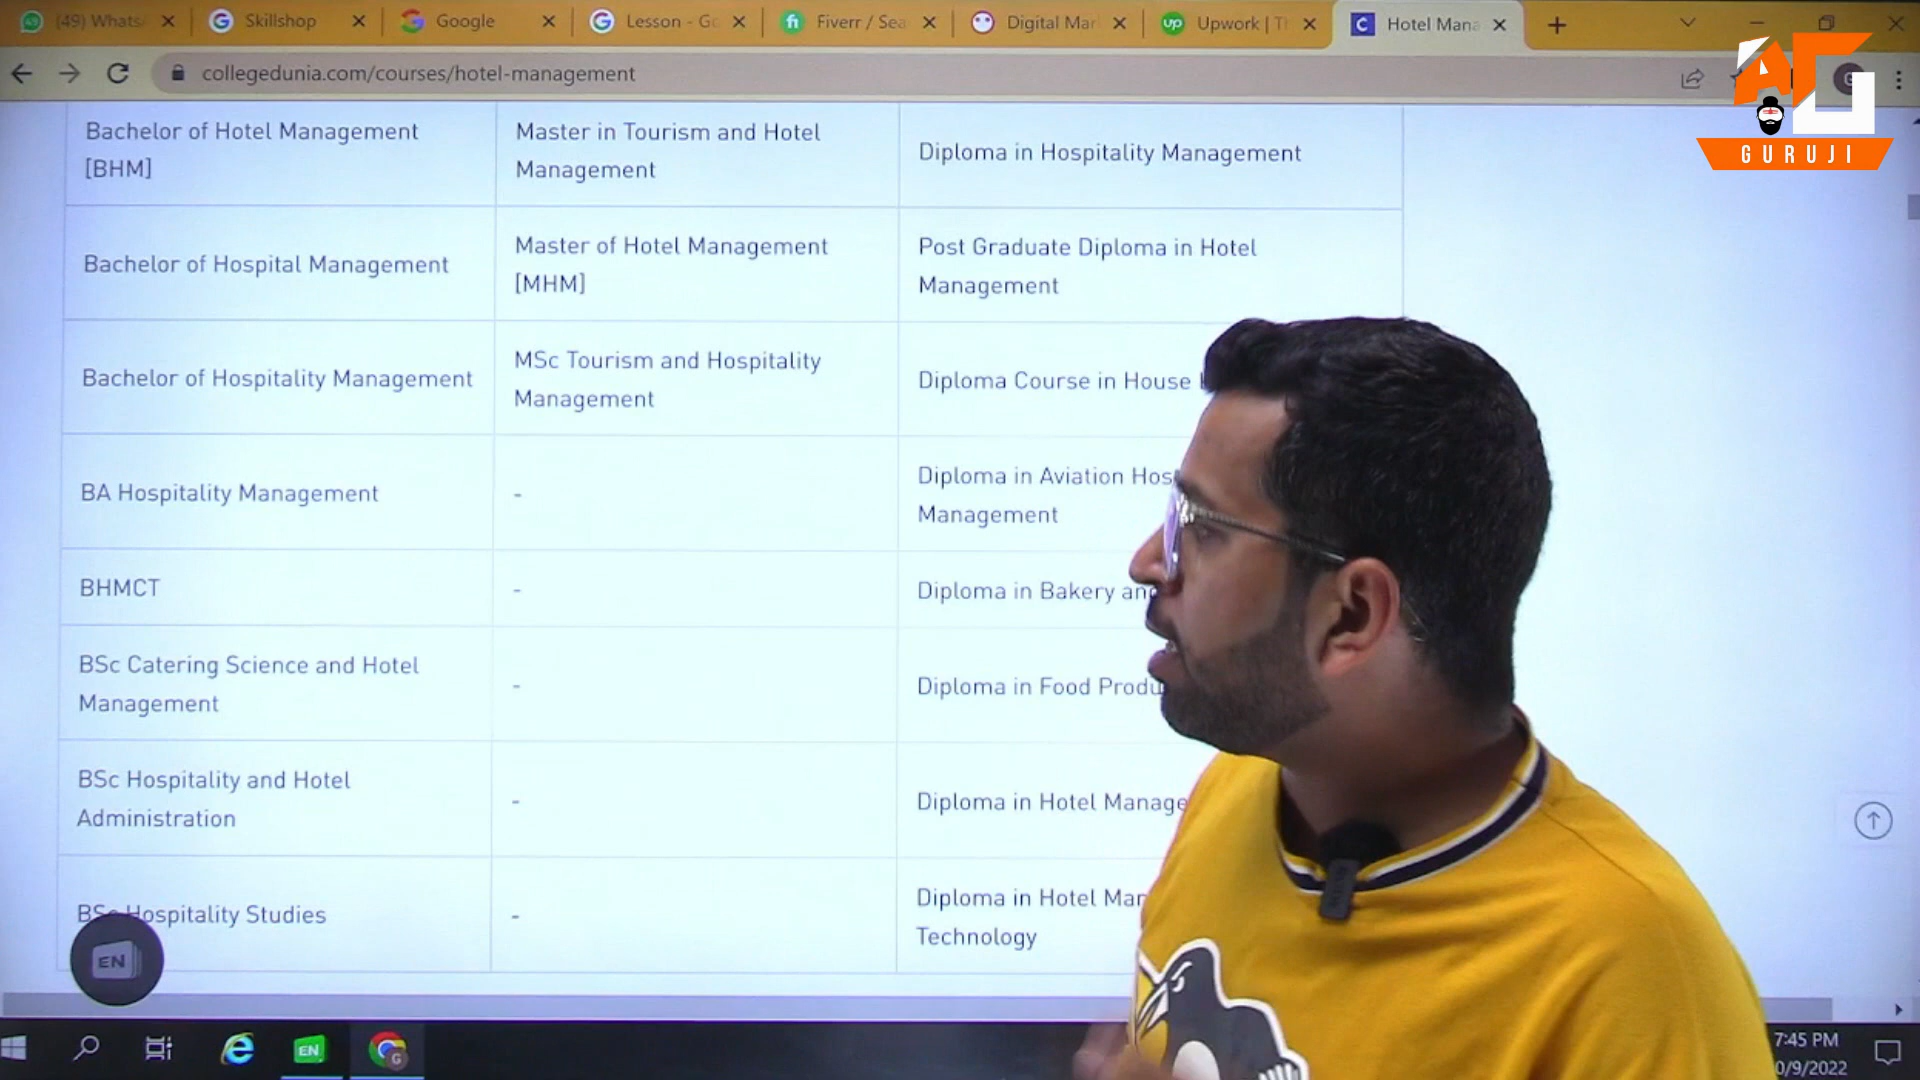 (49) Whats
Skillshop
Google
Lesson - Go
Fiverr / Sea
Digital Mar
Upwork | Th
Hotel Mana
collegedunia.com/courses/hotel-management
GURUJI
Bachelor of Hotel Management
[BHM]
Master in Tourism and Hotel
Management
Diploma in Hospitality Management
Bachelor of Hospital Management
Master of Hotel Management
[MHM]
Post Graduate Diploma in Hotel
Management
Bachelor of Hospitality Management
MSc Tourism and Hospitality
Management
Diploma Course in House
BA Hospitality Management
-
Diploma in Aviation Hos
Management
BHMCT
-
Diploma in Bakery and
BSc Catering Science and Hotel
Management
-
Diploma in Food Produ
BSc Hospitality and Hotel
Administration
-
Diploma in Hotel Manage
BSc Hospitality Studies
-
Diploma in Hotel Man
Technology
EN
EN
7:45 PM
0/9/2022